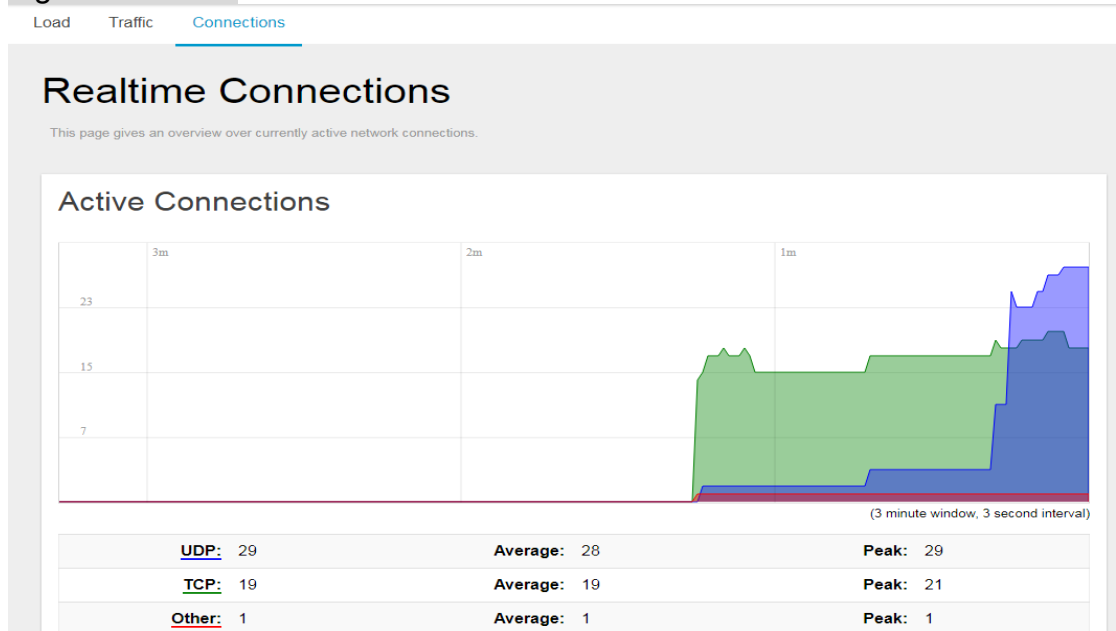 Load Traffic Connections
Realtime Connections
This page gives an overview over currently active network connections.
Active Connections
3m 2m 1m
23
15
7
(3 minute window, 3 second interval)
UDP: 29 Average: 28 Peak: 29
TCP: 19 Average: 19 Peak: 21
Other: 1 Average: 1 Peak: 1